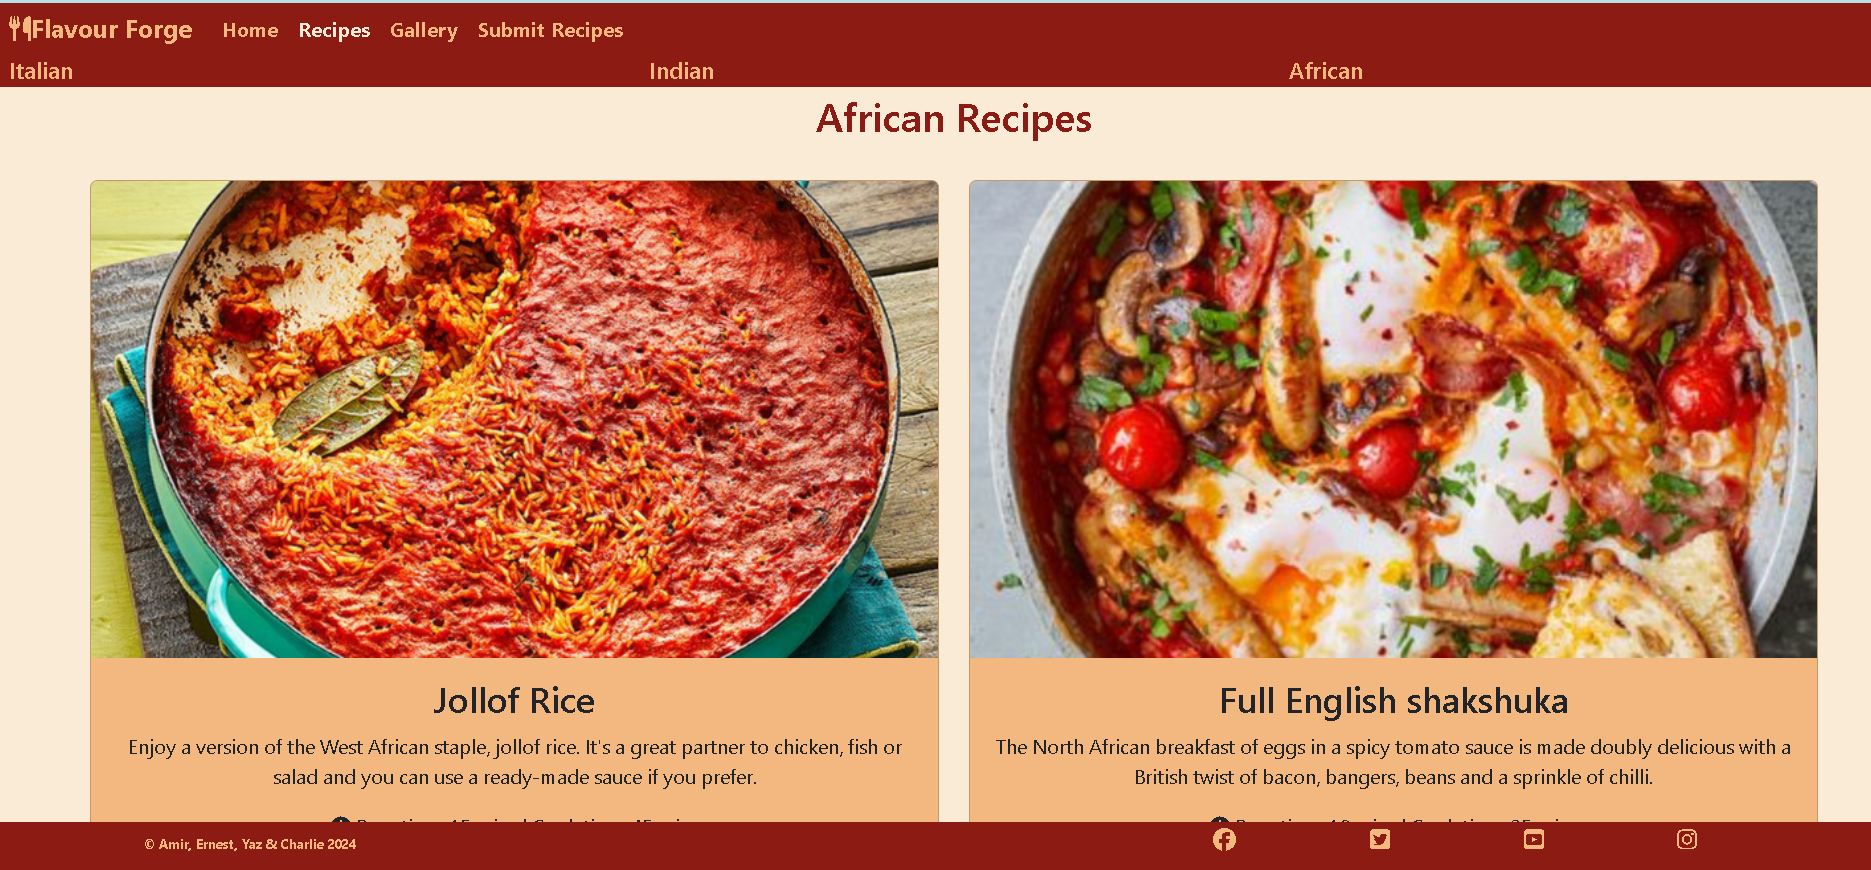 Flavour Forge Home Recipes Gallery Submit Recipes
Italian Indian African
African Recipes
Jollof Rice
Enjoy a version of the West African staple, jollof rice. It's a great partner to chicken, fish or
salad and you can use a ready-made sauce if you prefer.
Full English shakshuka
The North African breakfast of eggs in a spicy tomato sauce is made doubly delicious with a
British twist of bacon, bangers, beans and a sprinkle of chilli.
© Amir, Ernest, Yaz & Charlie 2024